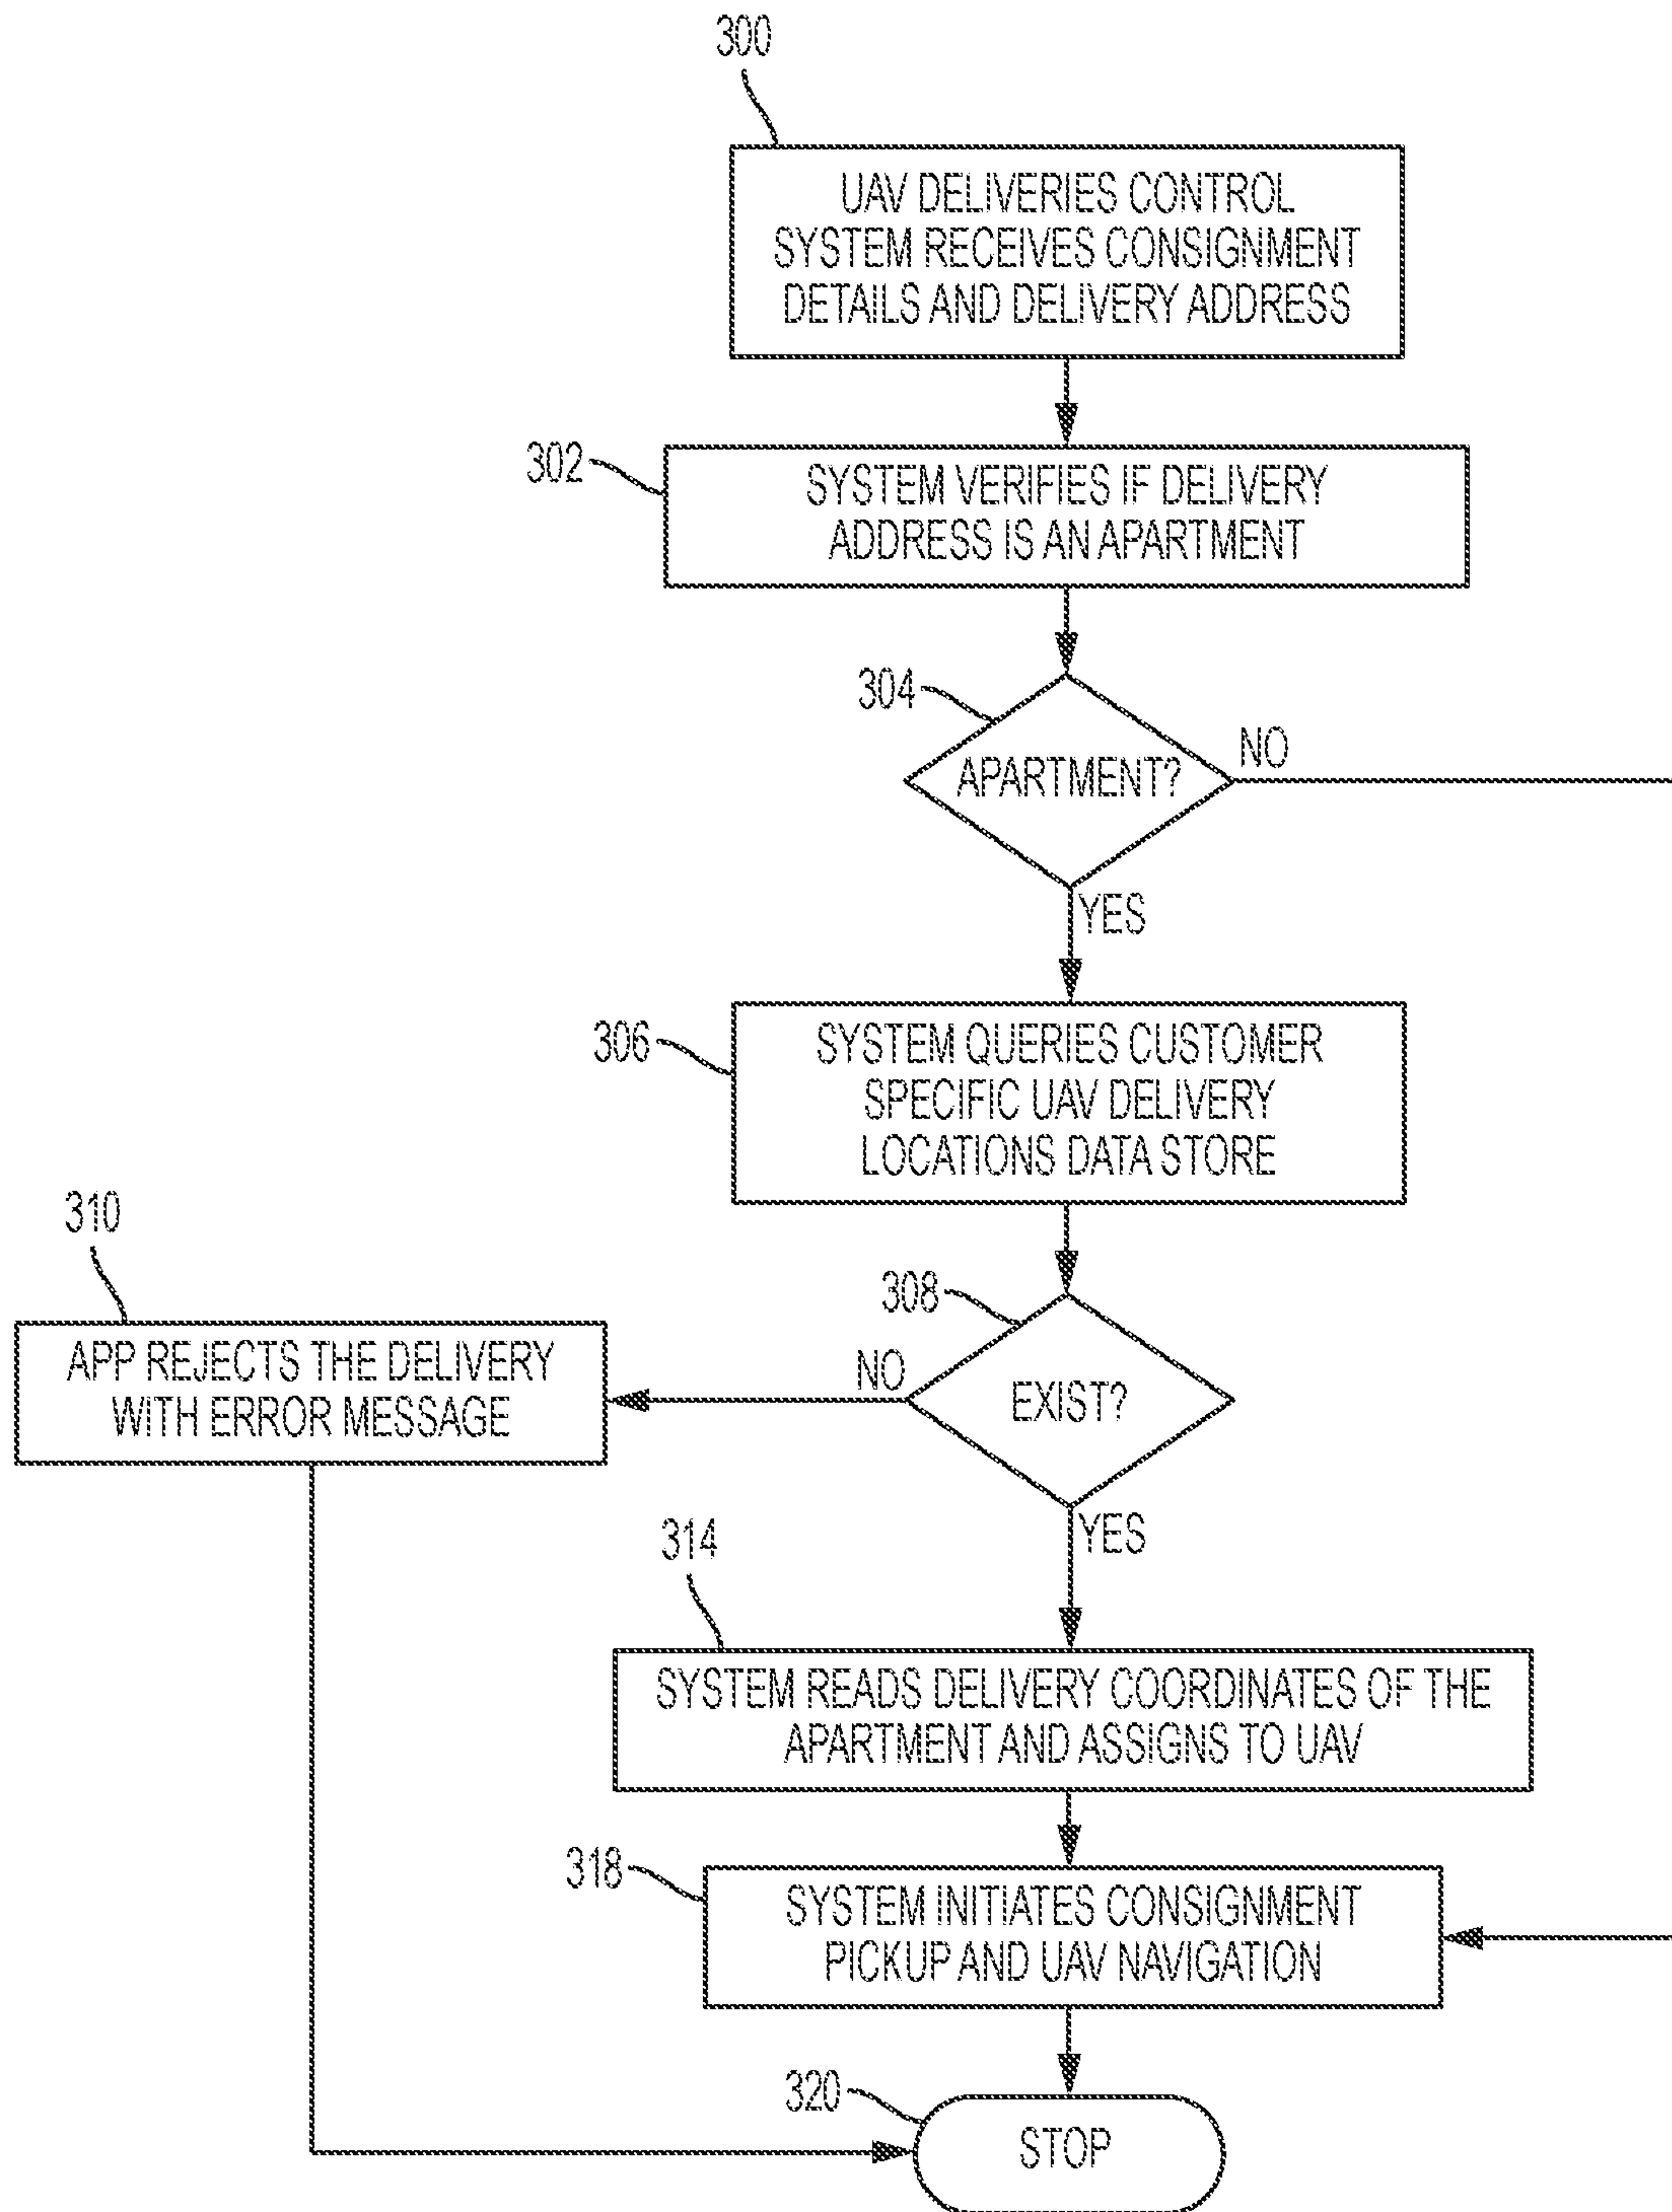 300
UAV DELIVERIES CONTROL
SYSTEM RECEIVES CONSIGNMENT
DETAILS AND DELIVERY ADDRESS
302
SYSTEM VERIFIES IF DELIVERY
ADDRESS IS AN APARTMENT
304
APARTMENT?
NO
YES
306
SYSTEM QUERIES CUSTOMER
SPECIFIC UAV DELIVERY
LOCATIONS DATA STORE
308
EXIST?
NO
310
APP REJECTS THE DELIVERY
WITH ERROR MESSAGE
YES
314
SYSTEM READS DELIVERY COORDINATES OF THE
APARTMENT AND ASSIGNS TO UAV
318
SYSTEM INITIATES CONSIGNMENT
PICKUP AND UAV NAVIGATION
320
STOP